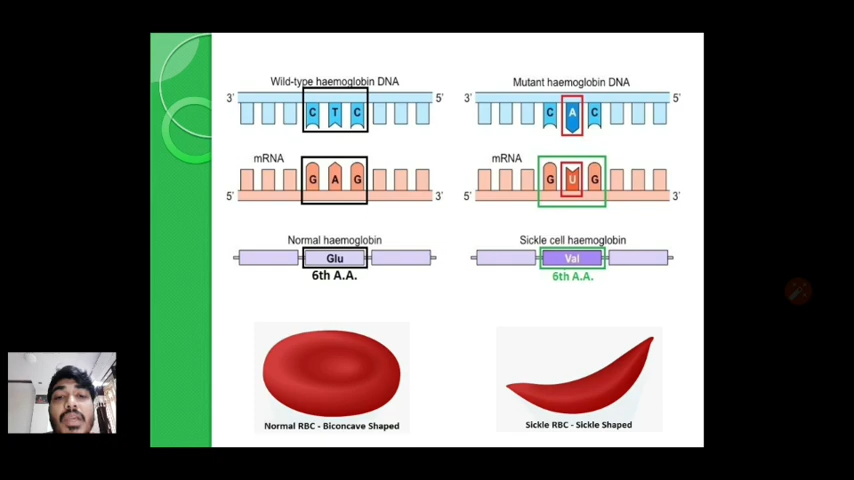 Wild-type haemoglobin DNA
3' 5'
C T C
mRNA
G A G
5' 3'
Normal haemoglobin
Glu
6th A.A.
Normal RBC - Biconcave Shaped
Mutant haemoglobin DNA
3' 5'
C A C
mRNA
G U G
5' 3'
Sickle cell haemoglobin
Val
6th A.A.
Sickle RBC - Sickle Shaped